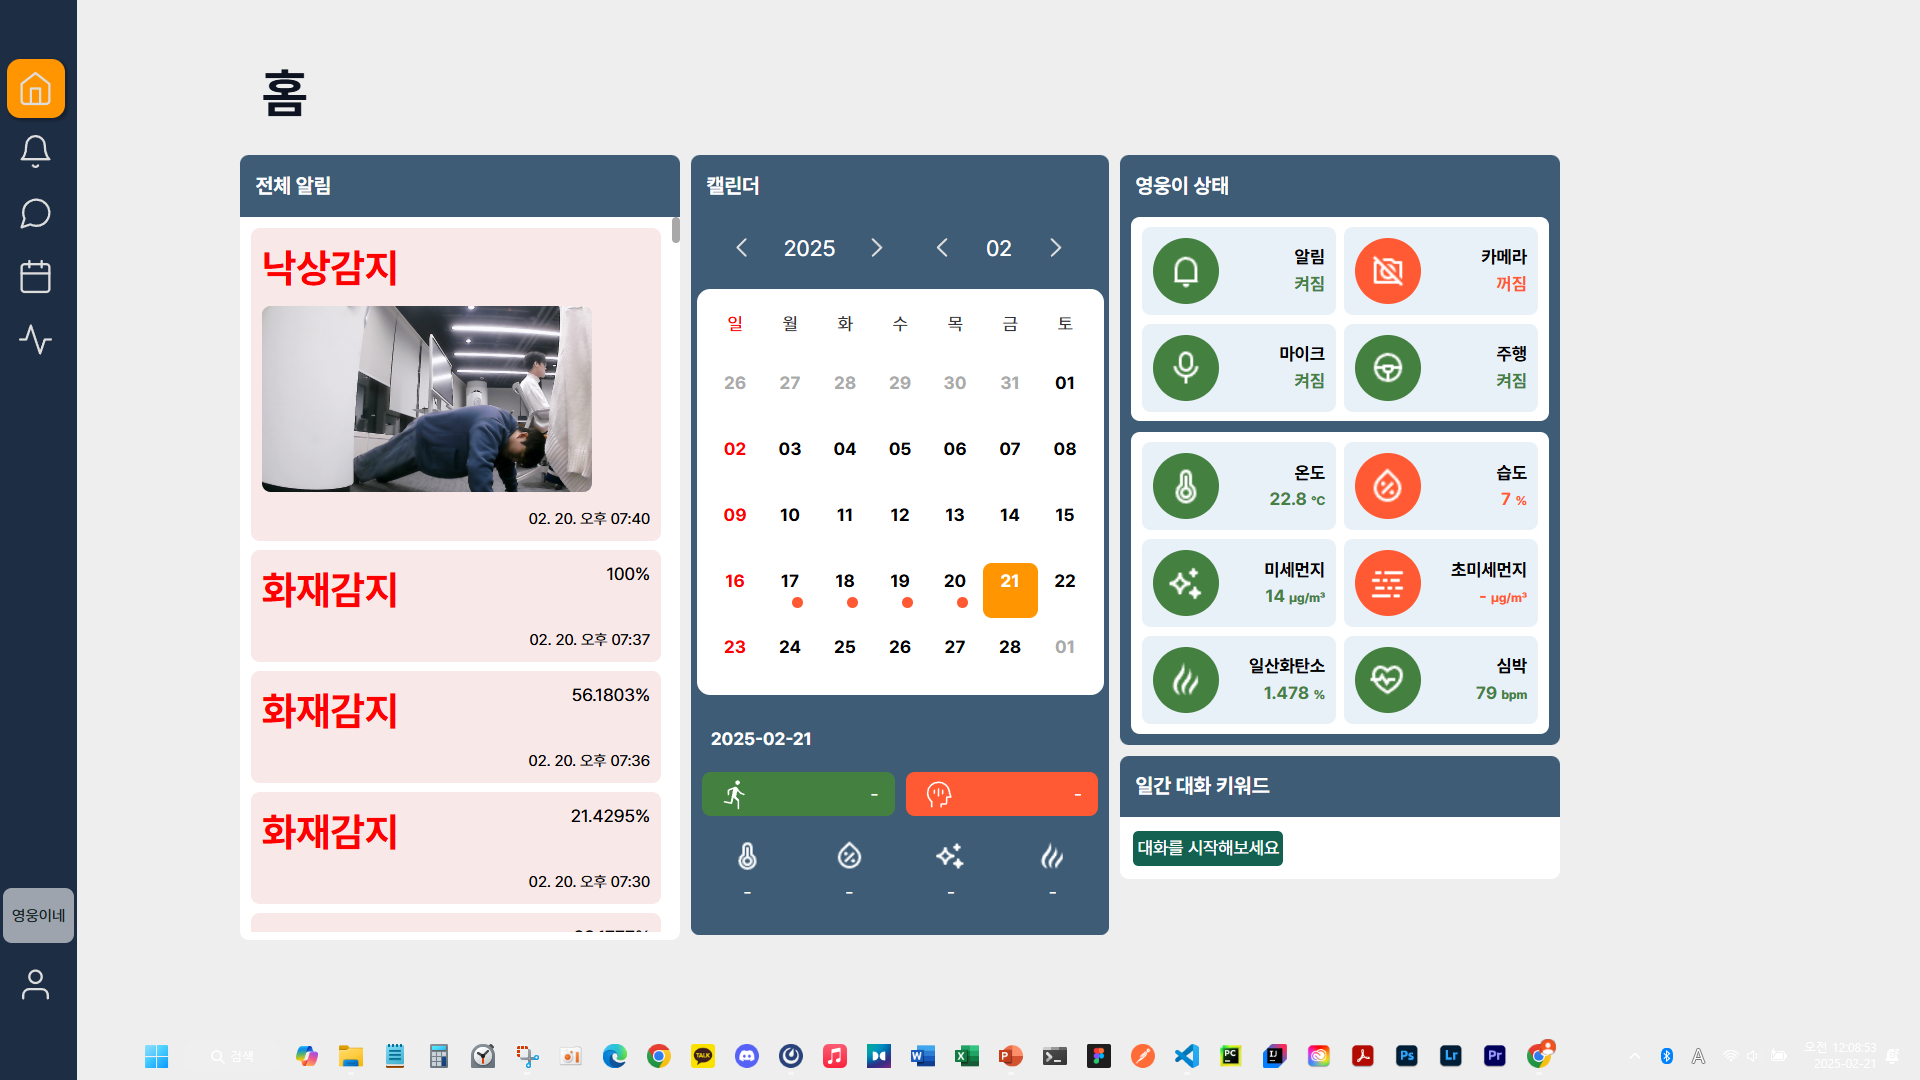 홈
전체 알림
낙상감지
02. 20. 오후 07:40
화재감지
100%
02. 20. 오후 07:37
화재감지
56.1803%
02. 20. 오후 07:36
화재감지
21.4295%
02. 20. 오후 07:30
캘린더
2025
02
일 월 화 수 목 금 토
26 27 28 29 30 31 01
02 03 04 05 06 07 08
09 10 11 12 13 14 15
16 17 18 19 20 21 22
23 24 25 26 27 28 01
2025-02-21
- -
- - - -
영웅이 상태
알림
켜짐
카메라
꺼짐
마이크
켜짐
주행
켜짐
온도
22.8 °C
습도
7 %
미세먼지
14 µg/m³
초미세먼지
- µg/m³
일산화탄소
1.478 %
심박
79 bpm
일간 대화 키워드
대화를 시작해보세요
영웅이네
검색
TALK
PC
Ps
Lr
Pr
A
오전 12:08:53
2025-02-21